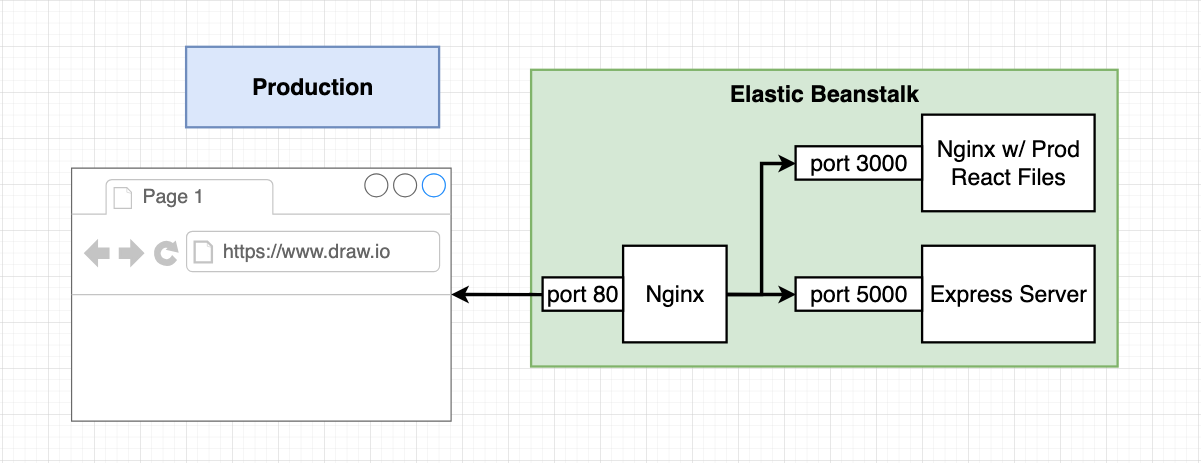 Production
Elastic Beanstalk
Page 1
https://www.draw.io
port 3000
Nginx w/ Prod
React Files
port 80
Nginx
port 5000
Express Server